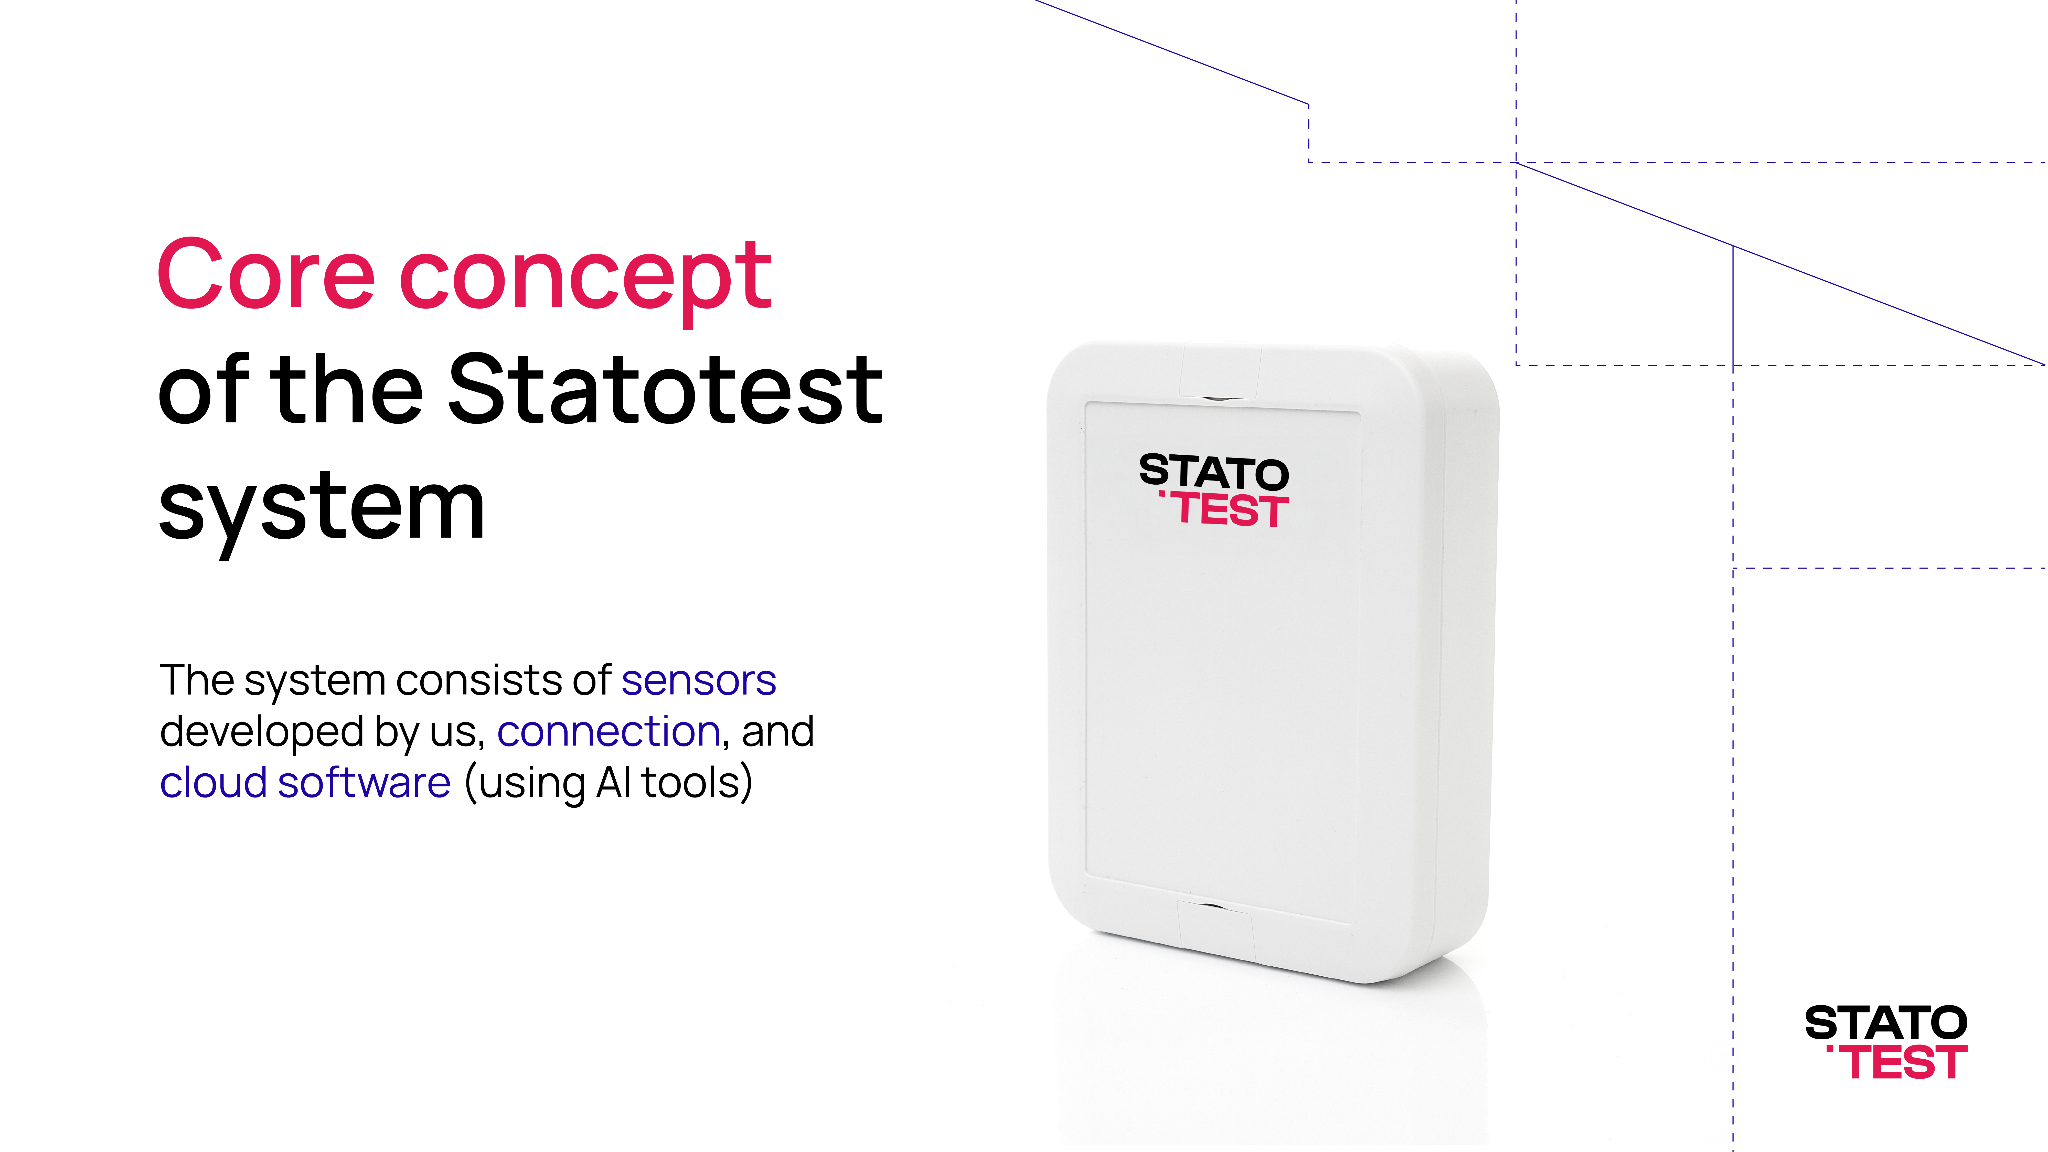 Core concept
of the Statotest
system
The system consists of sensors
developed by us, connection, and
cloud software (using AI tools)
STATO
TEST
STATO
TEST